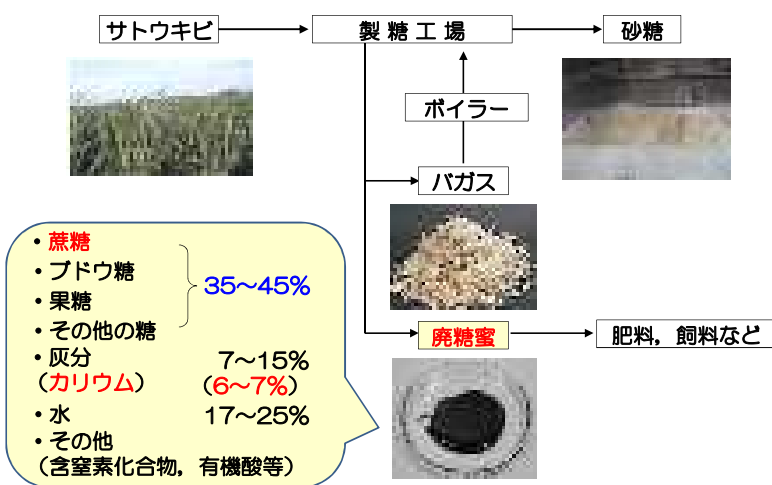 サトウキビ
製糖工場
砂糖
ボイラー
バガス
・蔗糖
・ブドウ糖
35～45%
・果糖
・その他の糖
・灰分 7～15%
（カリウム） （6～7%）
・水 17～25%
・その他
（含窒素化合物，有機酸等）
廃糖蜜
肥料，飼料など